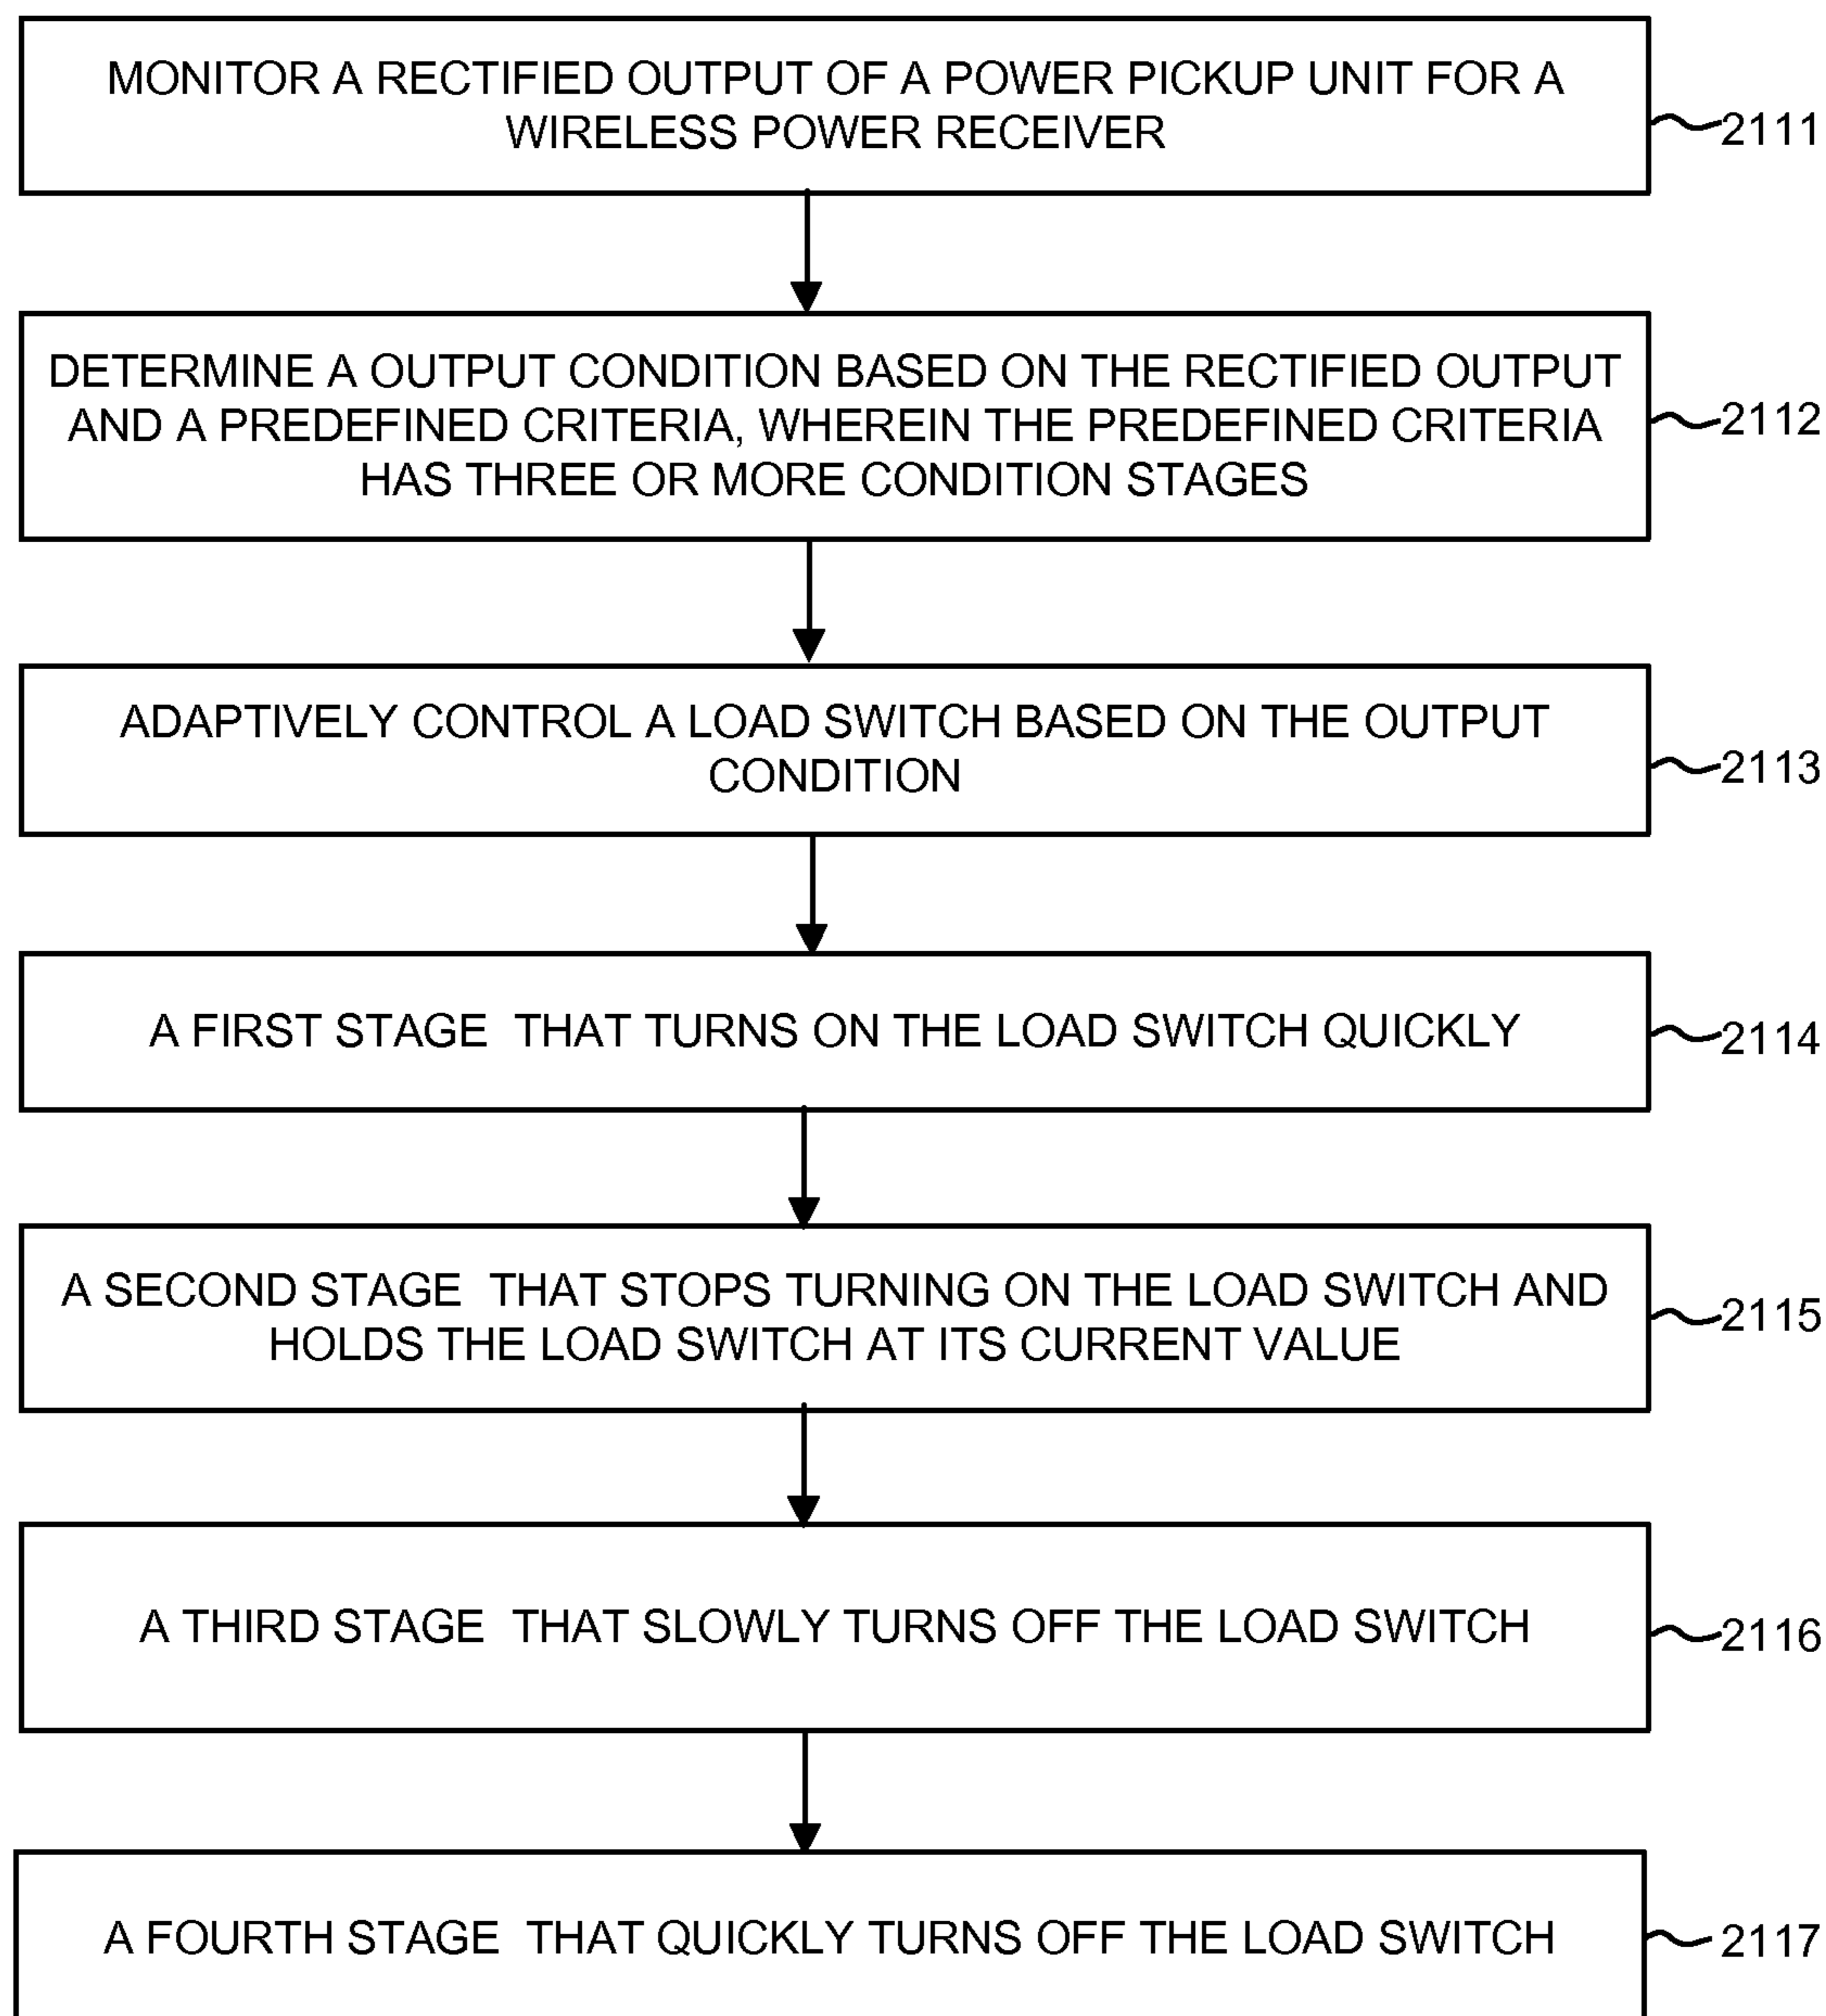 MONITOR A RECTIFIED OUTPUT OF A POWER PICKUP UNIT FOR A
WIRELESS POWER RECEIVER
2111
DETERMINE A OUTPUT CONDITION BASED ON THE RECTIFIED OUTPUT
AND A PREDEFINED CRITERIA, WHEREIN THE PREDEFINED CRITERIA
HAS THREE OR MORE CONDITION STAGES
2112
ADAPTIVELY CONTROL A LOAD SWITCH BASED ON THE OUTPUT
CONDITION
2113
A FIRST STAGE THAT TURNS ON THE LOAD SWITCH QUICKLY
2114
A SECOND STAGE THAT STOPS TURNING ON THE LOAD SWITCH AND
HOLDS THE LOAD SWITCH AT ITS CURRENT VALUE
2115
A THIRD STAGE THAT SLOWLY TURNS OFF THE LOAD SWITCH
2116
A FOURTH STAGE THAT QUICKLY TURNS OFF THE LOAD SWITCH
2117